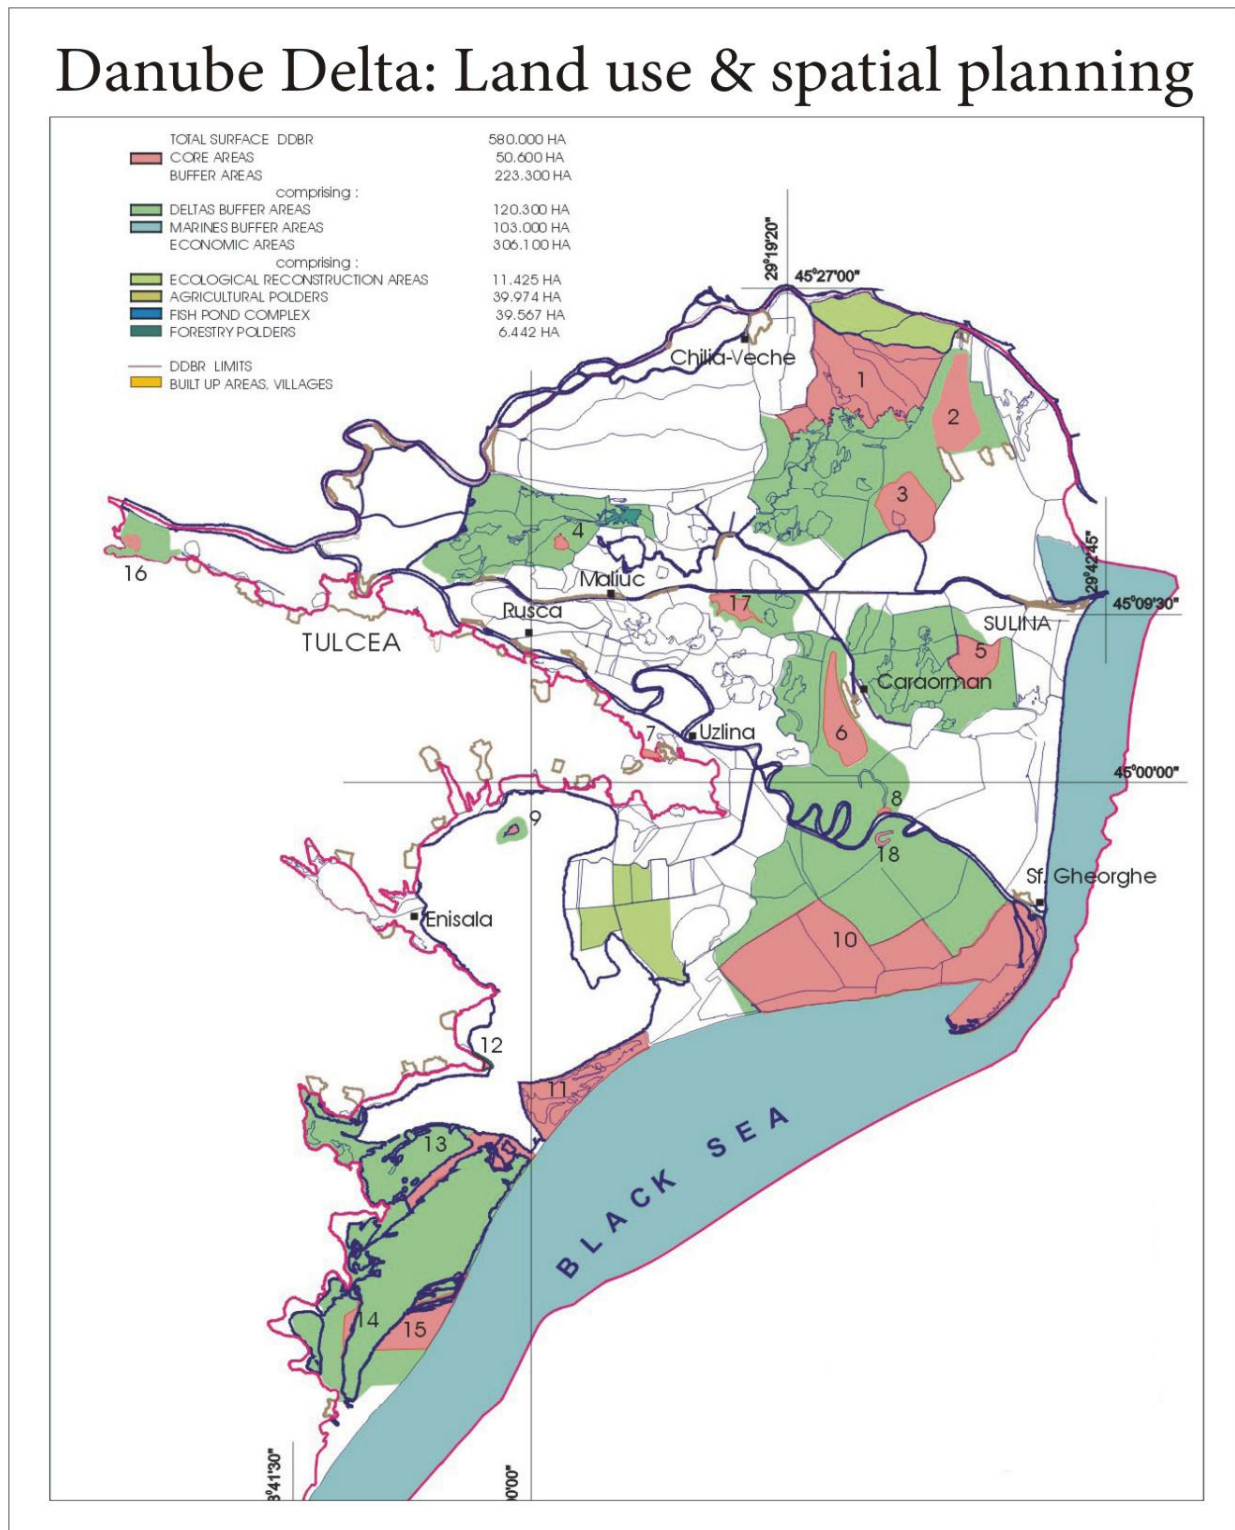 Danube Delta: Land use & spatial planning
TOTAL SURFACE DDBR 580.000 HA
CORE AREAS 50.600 HA
BUFFER AREAS 223.300 HA
comprising :
DELTAS BUFFER AREAS 120.300 HA
MARINES BUFFER AREAS 103.000 HA
ECONOMIC AREAS 306.100 HA
comprising :
ECOLOGICAL RECONSTRUCTION AREAS 11.425 HA
AGRICULTURAL POLDERS 39.974 HA
FISH POND COMPLEX 39.567 HA
FORESTRY POLDERS 6.442 HA
DDBR LIMITS
BUILT UP AREAS, VILLAGES
29°19'20"
45°27'00"
Chilia-Veche
1
2
3
4
16
Maliuc
29°42'45"
45°09'30"
17
Rusca
SULINA
TULCEA
5
Caraorman
6
7
Uzlina
45°00'00"
8
9
18
Sf. Gheorghe
Enisala
10
12
11
13
BLACK SEA
14
15
8°41'30"
00'00"